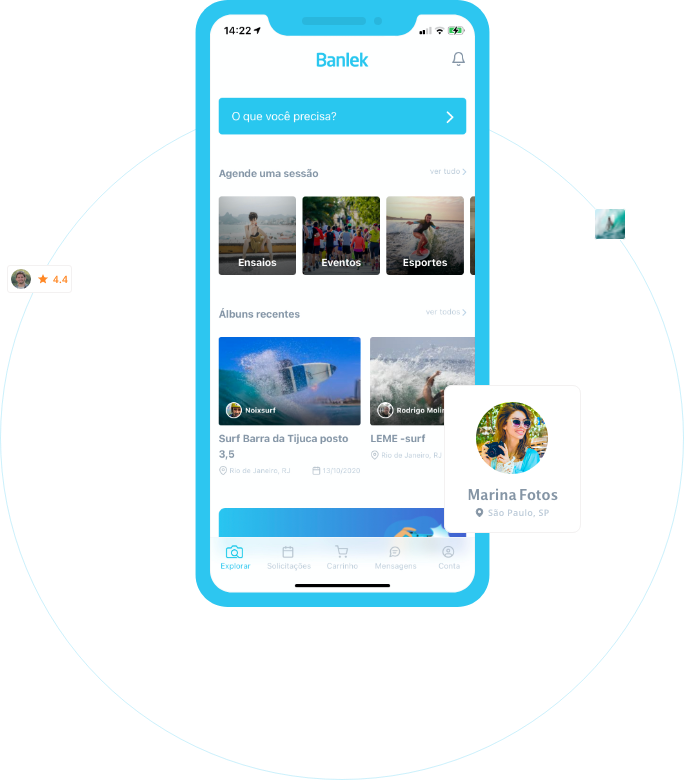 14:22
Banlek
O que você precisa?
Agende uma sessão
ver tudo
Ensaios
Eventos
Esportes
4.4
Álbuns recentes
ver todos
Noixsurf
Rodrigo Molin
Surf Barra da Tijuca posto
3,5
LEME -surf
Rio de Janeiro, RJ
13/10/2020
Rio de Janeiro, RJ
Marina Fotos
São Paulo, SP
Explorar
Solicitações
Carrinho
Mensagens
Conta